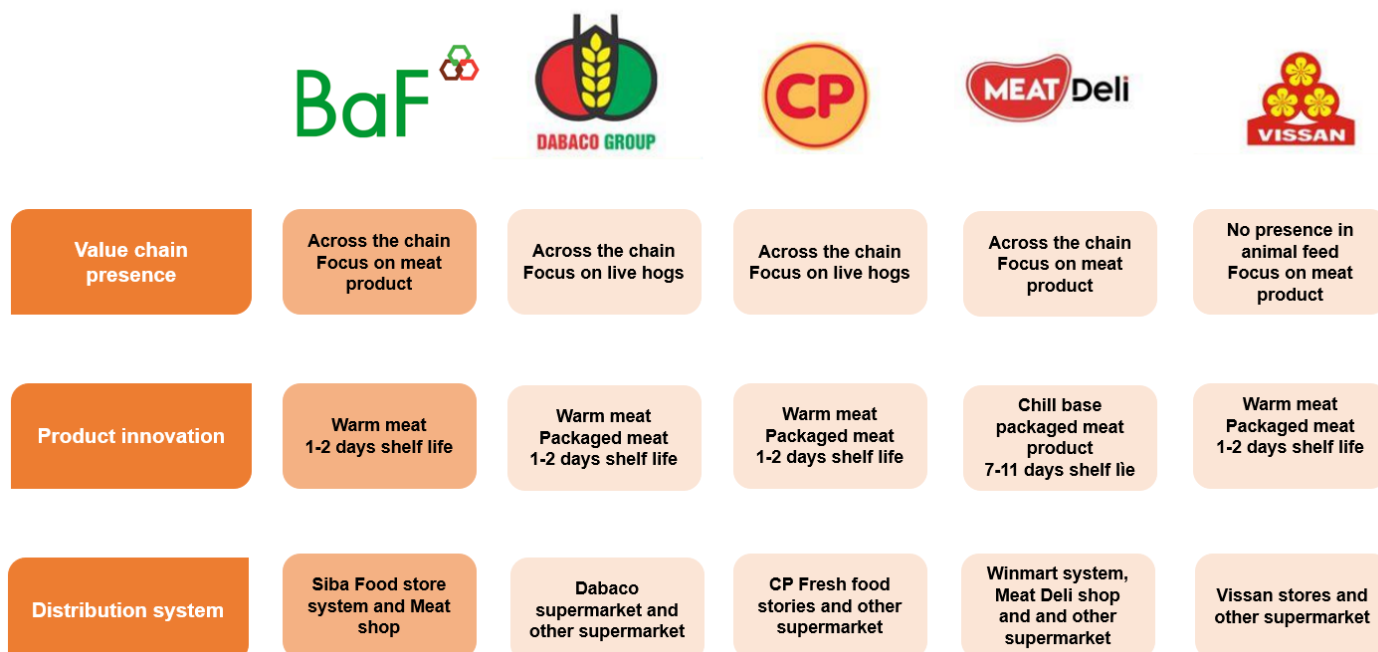 BaF
DABACO GROUP
CP
MEAT Deli
VISSAN
Value chain
presence
Across the chain
Focus on meat
product
Across the chain
Focus on live hogs
Across the chain
Focus on live hogs
Across the chain
Focus on meat
product
No presence in
animal feed
Focus on meat
product
Product innovation
Warm meat
1-2 days shelf life
Warm meat
Packaged meat
1-2 days shelf life
Warm meat
Packaged meat
1-2 days shelf life
Chill base
packaged meat
product
7-11 days shelf lìe
Warm meat
Packaged meat
1-2 days shelf life
Distribution system
Siba Food store
system and Meat
shop
Dabaco
supermarket and
other supermarket
CP Fresh food
stories and other
supermarket
Winmart system,
Meat Deli shop
and and other
supermarket
Vissan stores and
other supermarket